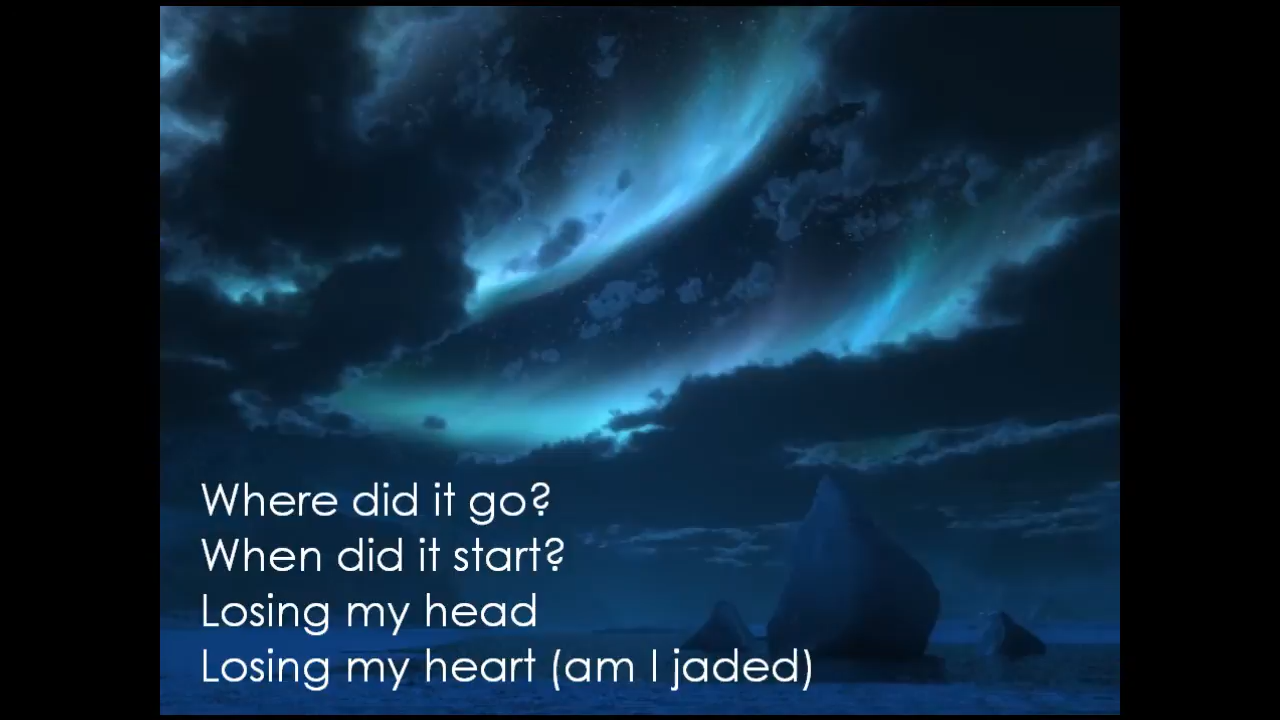 Where did it go?
When did it start?
Losing my head
Losing my heart (am I jaded)